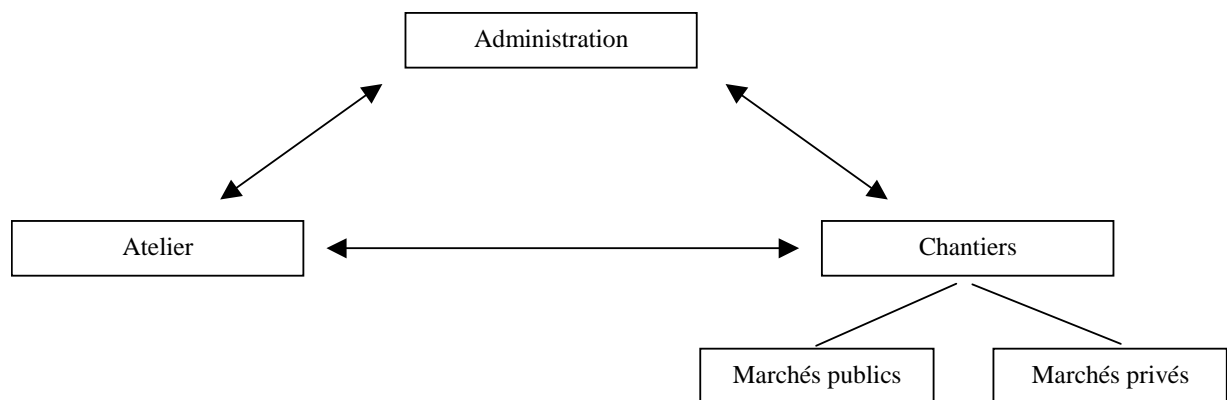 Administration
Atelier
Chantiers
Marchés publics
Marchés privés